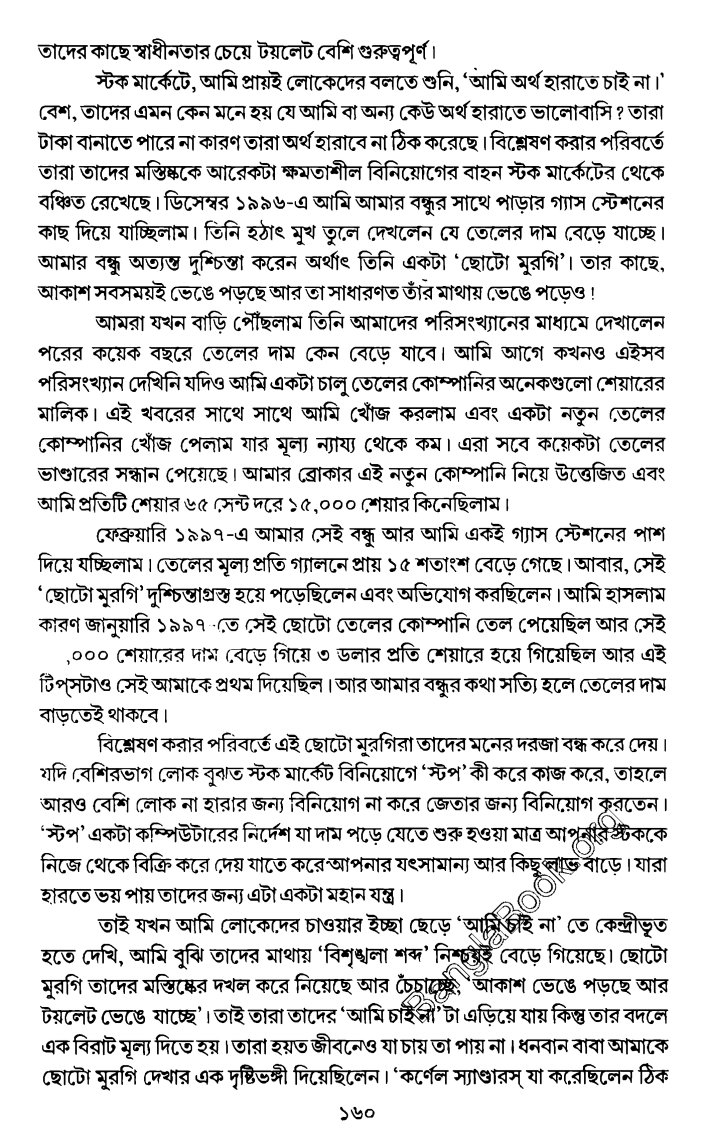 তাদের কাছে স্বাধীনতার চেয়ে টয়লেট বেশি গুরুত্বপূর্ণ।
স্টক মার্কেটে, আমি প্রায়ই লোকেদের বলতে শুনি, ‘আমি অর্থ হারাতে চাই না।’
বেশ, তাদের এমন কেন মনে হয় যে আমি বা অন্য কেউ অর্থ হারাতে ভালোবাসি ? তারা
টাকা বানাতে পারে না কারণ তারা অর্থ হারাবে না ঠিক করেছে। বিশ্লেষণ করার পরিবর্তে
তারা তাদের মস্তিষ্ককে আরেকটা ক্ষমতাশীল বিনিয়োগের বাহন স্টক মার্কেটের থেকে
বঞ্চিত রেখেছে। ডিসেম্বর ১৯৯৬-এ আমি আমার বন্ধুর সাথে পাড়ার গ্যাস স্টেশনের
কাছ দিয়ে যাচ্ছিলাম। তিনি হঠাৎ মুখ তুলে দেখলেন যে তেলের দাম বেড়ে যাচ্ছে।
আমার বন্ধু অত্যন্ত দুশ্চিন্তা করেন অর্থাৎ তিনি একটা ‘ছোটো মুরগি’। তার কাছে,
আকাশ সবসময়ই ভেঙে পড়ছে আর তা সাধারণত তাঁর মাথায় ভেঙে পড়েও !
আমরা যখন বাড়ি পৌঁছলাম তিনি আমাদের পরিসংখ্যানের মাধ্যমে দেখালেন
পরের কয়েক বছরে তেলের দাম কেন বেড়ে যাবে। আমি আগে কখনও এইসব
পরিসংখ্যান দেখিনি যদিও আমি একটা চালু তেলের কোম্পানির অনেকগুলো শেয়ারের
মালিক। এই খবরের সাথে সাথে আমি খোঁজ করলাম এবং একটা নতুন তেলের
কোম্পানির খোঁজ পেলাম যার মূল্য ন্যায্য থেকে কম। এরা সবে কয়েকটা তেলের
ভাণ্ডারের সন্ধান পেয়েছে। আমার ব্রোকার এই নতুন কোম্পানি নিয়ে উত্তেজিত এবং
আমি প্রতিটি শেয়ার ৬৫ সেন্ট দরে ১৫,০০০ শেয়ার কিনেছিলাম।
ফেব্রুয়ারি ১৯৯৭-এ আমার সেই বন্ধু আর আমি একই গ্যাস স্টেশনের পাশ
দিয়ে যচ্ছিলাম। তেলের মূল্য প্রতি গ্যালনে প্রায় ১৫ শতাংশ বেড়ে গেছে। আবার, সেই
‘ছোটো মুরগি’ দুশ্চিন্তাগ্রস্ত হয়ে পড়েছিলেন এবং অভিযোগ করছিলেন। আমি হাসলাম
কারণ জানুয়ারি ১৯৯৭-তে সেই ছোটো তেলের কোম্পানি তেল পেয়েছিল আর সেই
,০০০ শেয়ারের দাম বেড়ে গিয়ে ৩ ডলার প্রতি শেয়ারে হয়ে গিয়েছিল আর এই
টিপ্‌সটাও সেই আমাকে প্রথম দিয়েছিল। আর আমার বন্ধুর কথা সত্যি হলে তেলের দাম
বাড়তেই থাকবে।
বিশ্লেষণ করার পরিবর্তে এই ছোটো মুরগিরা তাদের মনের দরজা বন্ধ করে দেয়।
যদি বেশিরভাগ লোক বুঝত স্টক মার্কেট বিনিয়োগে ‘স্টপ’ কী করে কাজ করে, তাহলে
আরও বেশি লোক না হারার জন্য বিনিয়োগ না করে জেতার জন্য বিনিয়োগ করতেন।
‘স্টপ’ একটা কম্পিউটারের নির্দেশ যা দাম পড়ে যেতে শুরু হওয়া মাত্র আপনার স্টককে
নিজে থেকে বিক্রি করে দেয় যাতে করে আপনার যৎসামান্য আর কিছু লাভ বাড়ে। যারা
হারতে ভয় পায় তাদের জন্য এটা একটা মহান যন্ত্র।
তাই যখন আমি লোকেদের চাওয়ার ইচ্ছা ছেড়ে ‘আমি চাই না’ তে কেন্দ্রীভূত
হতে দেখি, আমি বুঝি তাদের মাথায় ‘বিশৃঙ্খলা শব্দ’ নিশ্চয়ই বেড়ে গিয়েছে। ছোটো
মুরগি তাদের মস্তিষ্কের দখল করে নিয়েছে আর চেঁচাচ্ছে, ‘আকাশ ভেঙে পড়ছে আর
টয়লেট ভেঙে যাচ্ছে’। তাই তারা তাদের ‘আমি চাই না’টা এড়িয়ে যায় কিন্তু তার বদলে
এক বিরাট মূল্য দিতে হয়। তারা হয়ত জীবনেও যা চায় তা পায় না। ধনবান বাবা আমাকে
ছোটো মুরগি দেখার এক দৃষ্টিভঙ্গী দিয়েছিলেন। ‘কর্ণেল স্যাণ্ডারস্ যা করেছিলেন ঠিক
১৬০
BanglaBook.org